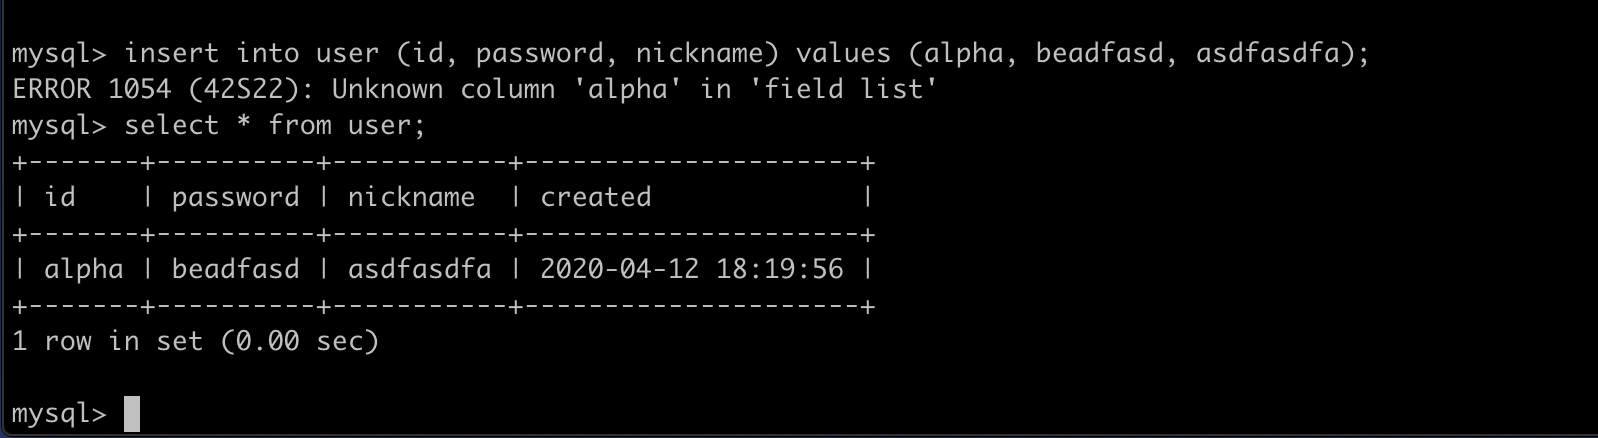 mysql> insert into user (id, password, nickname) values (alpha, beadfasd, asdfasdfa);
ERROR 1054 (42S22): Unknown column 'alpha' in 'field list'
mysql> select * from user;
+-------+----------+-----------+---------------------+
| id    | password | nickname  | created             |
+-------+----------+-----------+---------------------+
| alpha | beadfasd | asdfasdfa | 2020-04-12 18:19:56 |
+-------+----------+-----------+---------------------+
1 row in set (0.00 sec)
mysql>